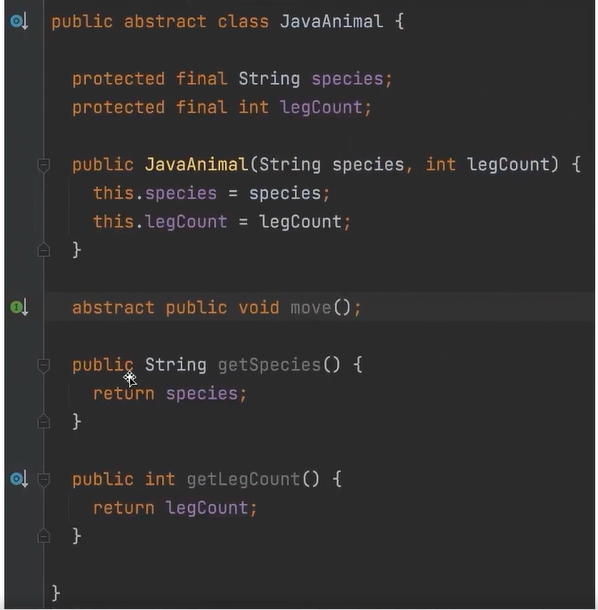 public abstract class JavaAnimal {
protected final String species;
protected final int legCount;
public JavaAnimal(String species, int legCount) {
this.species = species;
this.legCount = legCount;
}
abstract public void move();
public String getSpecies() {
return species;
}
public int getLegCount() {
return legCount;
}
}